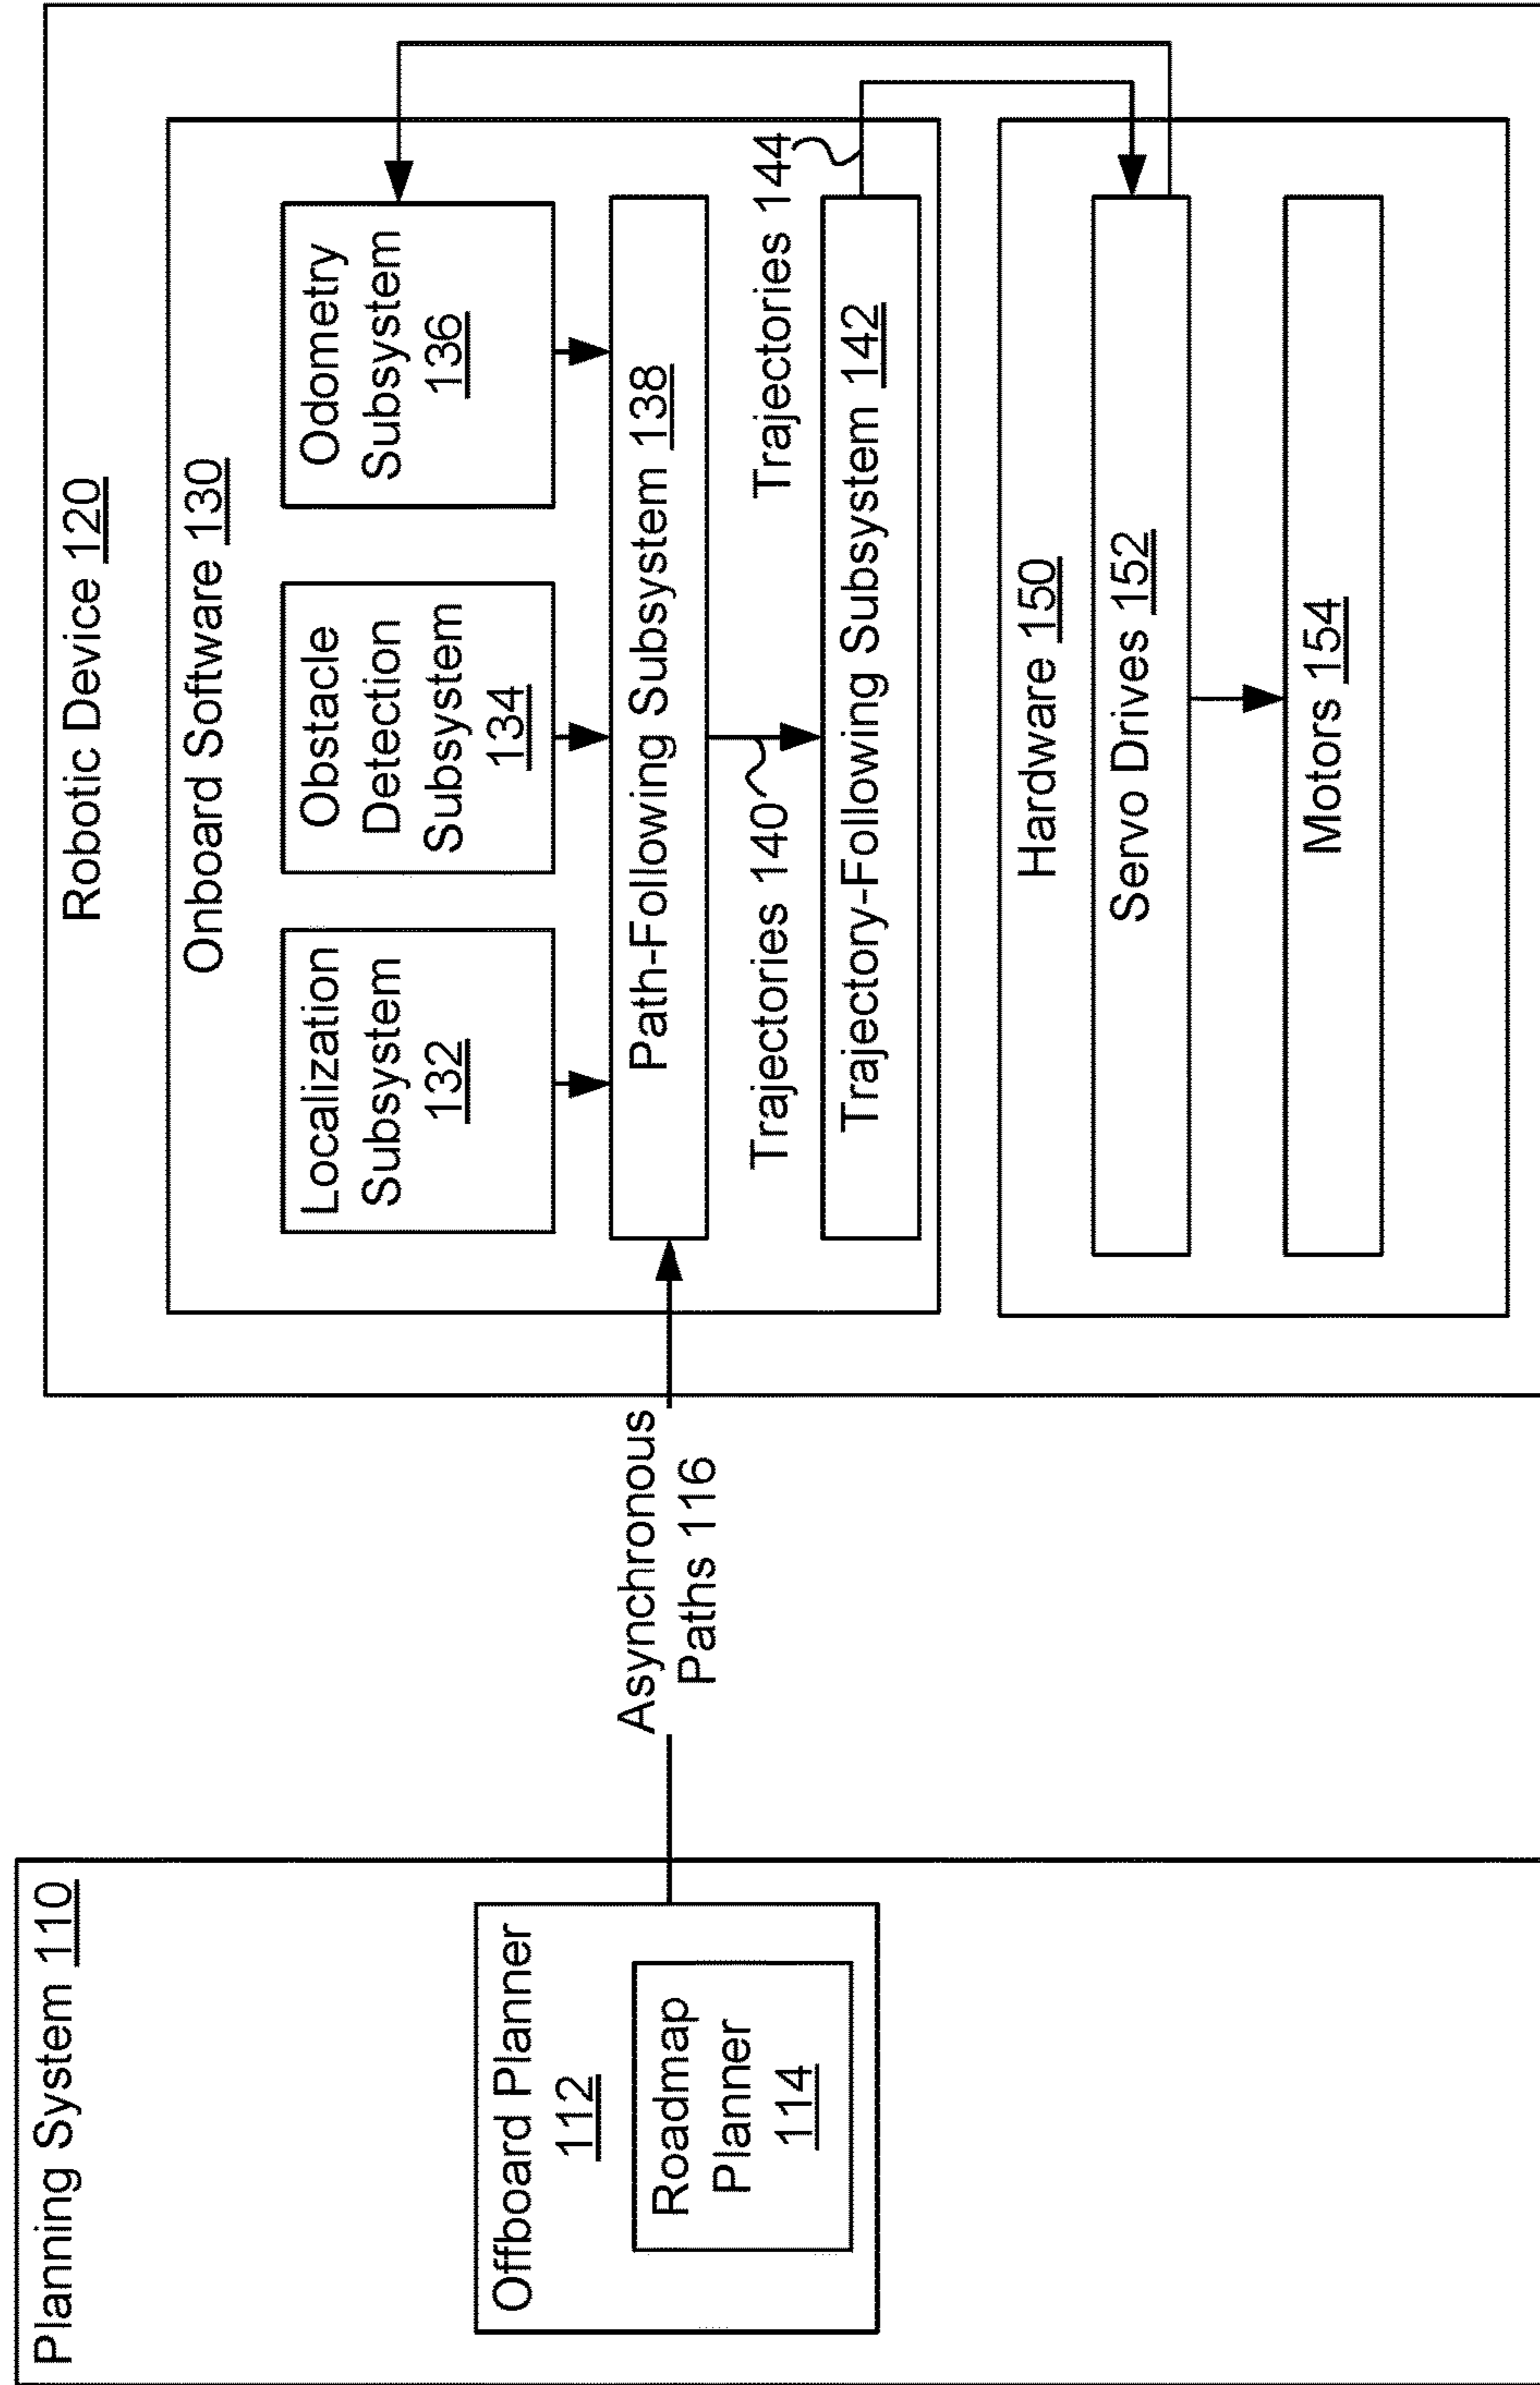 Planning System 110
Offboard Planner
112
Roadmap
Planner
114
Asynchronous
Paths 116
Robotic Device 120
Onboard Software 130
Localization
Subsystem
132
Obstacle
Detection
Subsystem
134
Odometry
Subsystem
136
Path-Following Subsystem 138
Trajectories 140
Trajectories 144
Trajectory-Following Subsystem 142
Hardware 150
Servo Drives 152
Motors 154